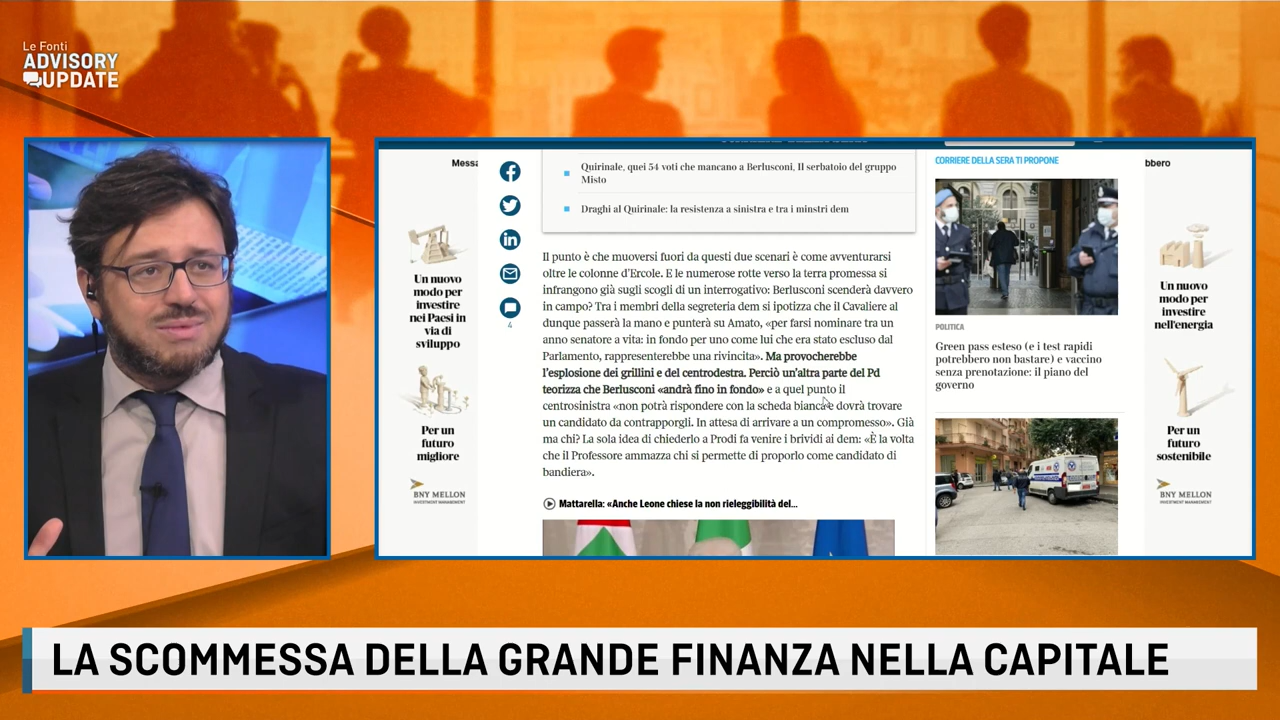 Le Fonti
ADVISORY
UPDATE
Messa
Un nuovo
modo per
investire
nei Paesi in
via di
sviluppo
Per un
futuro
migliore
BNY MELLON
INVESTMENT MANAGEMENT
4
Quirinale, quei 54 voti che mancano a Berlusconi, Il serbatoio del gruppo
Misto
Draghi al Quirinale: la resistenza a sinistra e tra i minstri dem
Il punto è che muoversi fuori da questi due scenari è come avventurarsi
oltre le colonne d'Ercole. E le numerose rotte verso la terra promessa si
infrangono già sugli scogli di un interrogativo: Berlusconi scenderà davvero
in campo? Tra i membri della segreteria dem si ipotizza che il Cavaliere al
dunque passerà la mano e punterà su Amato, «per farsi nominare tra un
anno senatore a vita: in fondo per uno come lui che era stato escluso dal
Parlamento, rappresenterebbe una rivincita». Ma provocherebbe
l'esplosione dei grillini e del centrodestra. Perciò un'altra parte del Pd
teorizza che Berlusconi «andrà fino in fondo» e a quel punto il
centrosinistra «non potrà rispondere con la scheda bianca e dovrà trovare
un candidato da contrapporgli. In attesa di arrivare a un compromesso». Già
ma chi? La sola idea di chiederlo a Prodi fa venire i brividi ai dem: «È la volta
che il Professore ammazza chi si permette di proporlo come candidato di
bandiera».
Mattarella: «Anche Leone chiese la non rieleggibilità del...
CORRIERE DELLA SERA TI PROPONE
POLITICA
Green pass esteso (e i test rapidi
potrebbero non bastare) e vaccino
senza prenotazione: il piano del
governo
bbero
Un nuovo
modo per
investire
nell'energia
Per un
futuro
sostenibile
BNY MELLON
INVESTMENT MANAGEMENT
LA SCOMMESSA DELLA GRANDE FINANZA NELLA CAPITALE